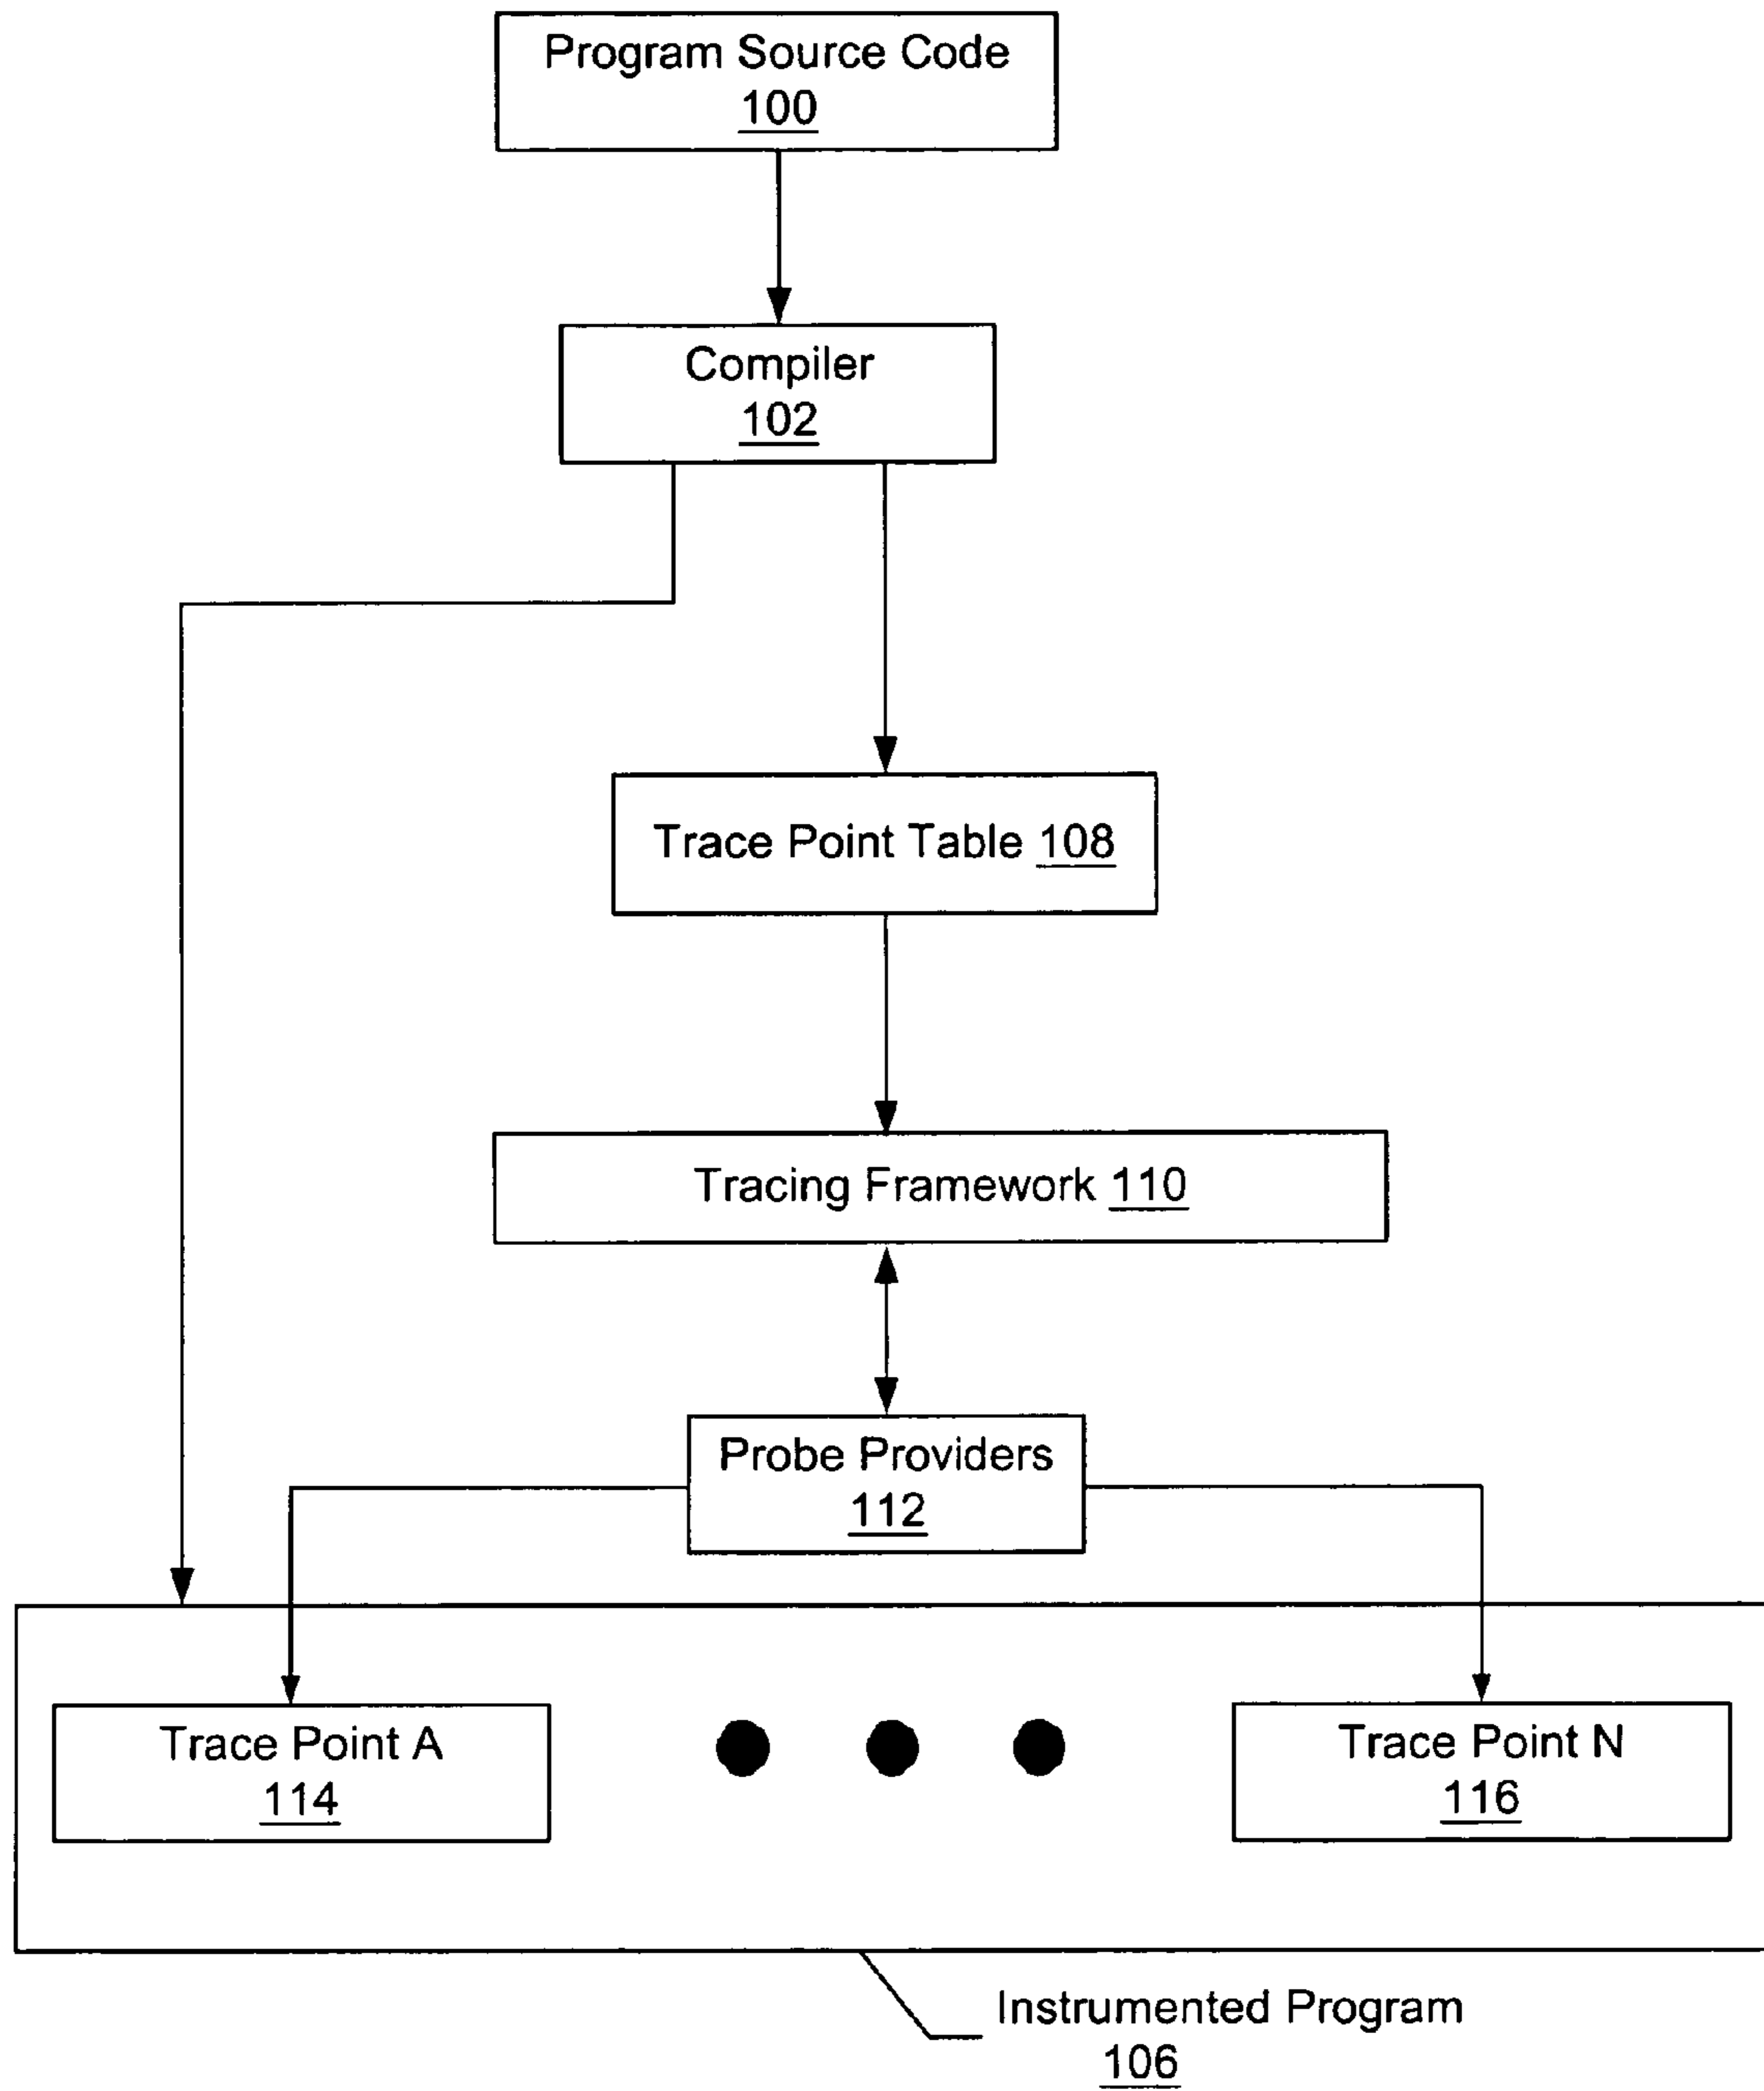 Program Source Code
100
Compiler
102
Trace Point Table 108
Tracing Framework 110
Probe Providers
112
Trace Point A
114
Trace Point N
116
Instrumented Program
106